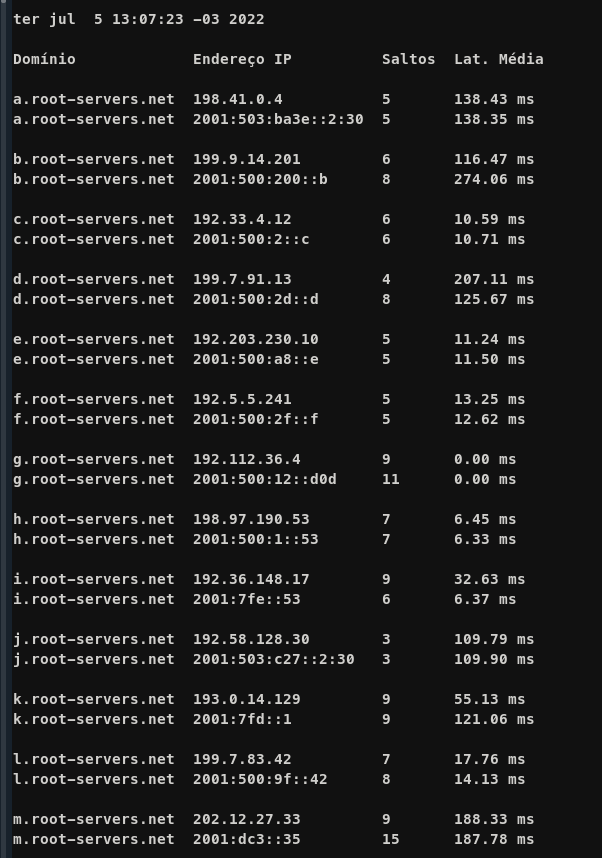 ter jul  5 13:07:23 -03 2022
Domínio Endereço IP Saltos Lat. Média
a.root-servers.net 198.41.0.4 5 138.43 ms
a.root-servers.net 2001:503:ba3e::2:30 5 138.35 ms
b.root-servers.net 199.9.14.201 6 116.47 ms
b.root-servers.net 2001:500:200::b 8 274.06 ms
c.root-servers.net 192.33.4.12 6 10.59 ms
c.root-servers.net 2001:500:2::c 6 10.71 ms
d.root-servers.net 199.7.91.13 4 207.11 ms
d.root-servers.net 2001:500:2d::d 8 125.67 ms
e.root-servers.net 192.203.230.10 5 11.24 ms
e.root-servers.net 2001:500:a8::e 5 11.50 ms
f.root-servers.net 192.5.5.241 5 13.25 ms
f.root-servers.net 2001:500:2f::f 5 12.62 ms
g.root-servers.net 192.112.36.4 9 0.00 ms
g.root-servers.net 2001:500:12::d0d 11 0.00 ms
h.root-servers.net 198.97.190.53 7 6.45 ms
h.root-servers.net 2001:500:1::53 7 6.33 ms
i.root-servers.net 192.36.148.17 9 32.63 ms
i.root-servers.net 2001:7fe::53 6 6.37 ms
j.root-servers.net 192.58.128.30 3 109.79 ms
j.root-servers.net 2001:503:c27::2:30 3 109.90 ms
k.root-servers.net 193.0.14.129 9 55.13 ms
k.root-servers.net 2001:7fd::1 9 121.06 ms
l.root-servers.net 199.7.83.42 7 17.76 ms
l.root-servers.net 2001:500:9f::42 8 14.13 ms
m.root-servers.net 202.12.27.33 9 188.33 ms
m.root-servers.net 2001:dc3::35 15 187.78 ms